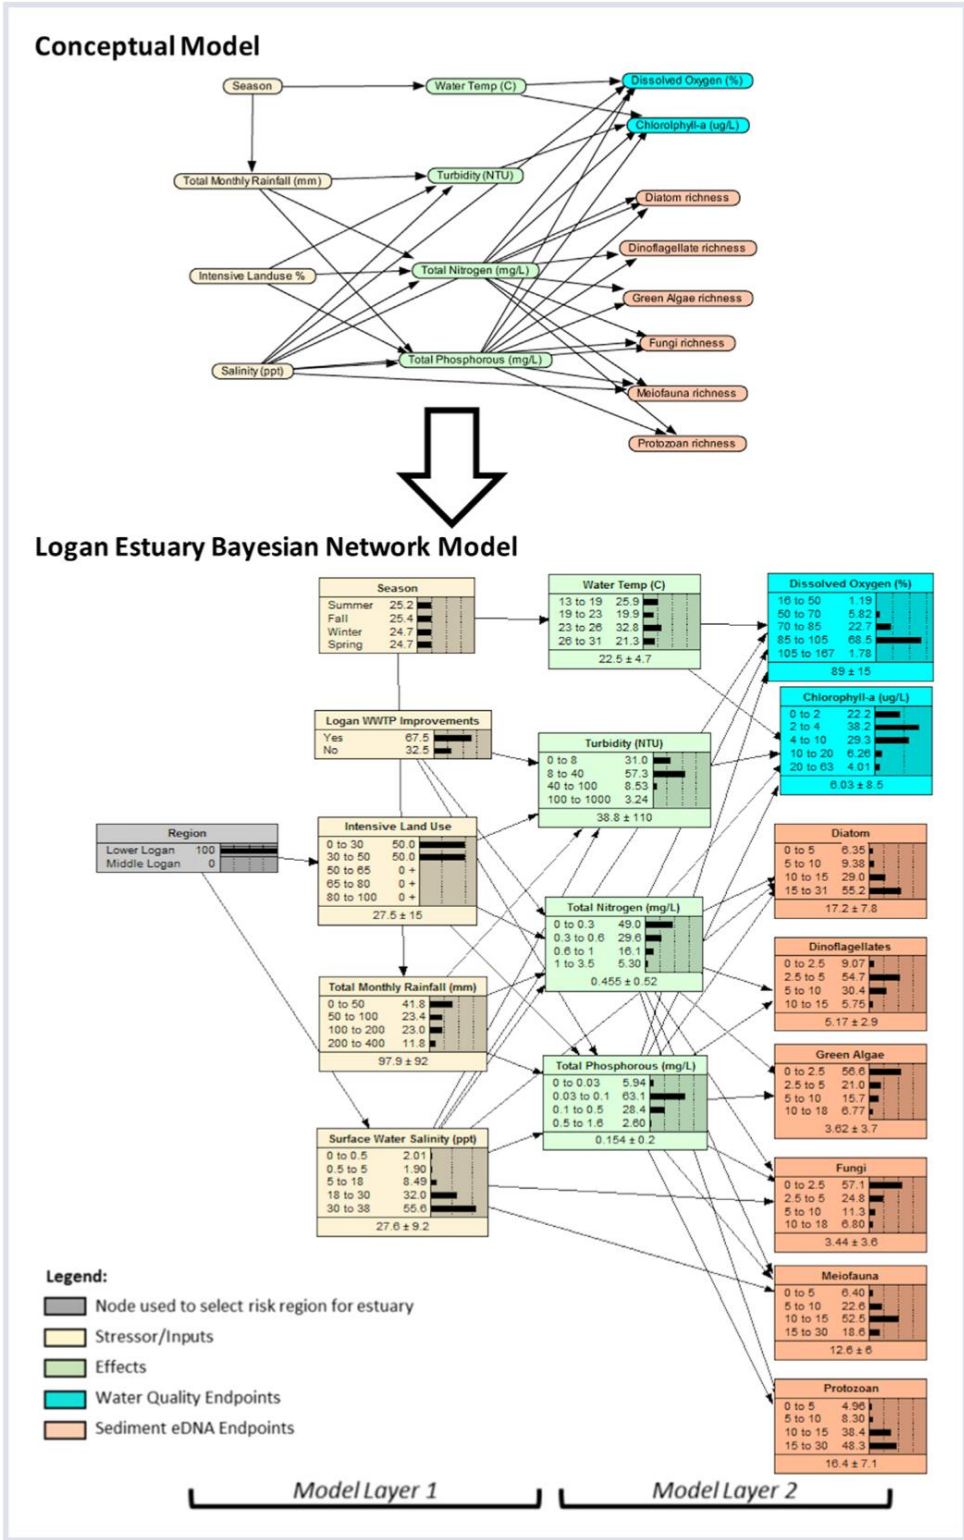 Conceptual Model
Season
Water Temp (C)
Dissolved Oxygen (%)
Chlorolphyll-a (ug/L)
Total Monthly Rainfall (mm)
Turbidity (NTU)
Diatom richness
Dinoflagellate richness
Intensive Landuse %
Total Nitrogen (mg/L)
Green Algae richness
Fungi richness
Salinity (ppt)
Total Phosphorous (mg/L)
Meiofauna richness
Protozoan richness
Logan Estuary Bayesian Network Model
Season
Summer 25.2
Fall 25.4
Winter 24.7
Spring 24.7
Water Temp (C)
13 to 19 25.9
19 to 23 19.9
23 to 26 32.8
26 to 31 21.3
22.5 ± 4.7
Dissolved Oxygen (%)
16 to 50 1.19
50 to 70 5.82
70 to 85 22.7
85 to 105 68.5
105 to 167 1.78
89 ± 15
Logan WWTP Improvements
Yes 67.5
No 32.5
Turbidity (NTU)
0 to 8 31.0
8 to 40 57.3
40 to 100 8.53
100 to 1000 3.24
38.8 ± 110
Chlorophyll-a (ug/L)
0 to 2 22.2
2 to 4 38.2
4 to 10 29.3
10 to 20 6.26
20 to 63 4.01
6.03 ± 8.5
Region
Lower Logan 100
Middle Logan 0
Intensive Land Use
0 to 30 50.0
30 to 50 50.0
50 to 65 0 +
65 to 80 0 +
80 to 100 0 +
27.5 ± 15
Diatom
0 to 5 6.35
5 to 10 9.38
10 to 15 29.0
15 to 31 55.2
17.2 ± 7.8
Total Nitrogen (mg/L)
0 to 0.3 49.0
0.3 to 0.6 29.6
0.6 to 1 16.1
1 to 3.5 5.30
0.455 ± 0.52
Dinoflagellates
0 to 2.5 9.07
2.5 to 5 54.7
5 to 10 30.4
10 to 15 5.75
5.17 ± 2.9
Total Monthly Rainfall (mm)
0 to 50 41.8
50 to 100 23.4
100 to 200 23.0
200 to 400 11.8
97.9 ± 92
Total Phosphorous (mg/L)
0 to 0.03 5.94
0.03 to 0.1 63.1
0.1 to 0.5 28.4
0.5 to 1.6 2.60
0.154 ± 0.2
Green Algae
0 to 2.5 56.6
2.5 to 5 21.0
5 to 10 15.7
10 to 18 6.77
3.62 ± 3.7
Surface Water Salinity (ppt)
0 to 0.5 2.01
0.5 to 5 1.90
5 to 18 8.49
18 to 30 32.0
30 to 38 55.6
27.6 ± 9.2
Fungi
0 to 2.5 57.1
2.5 to 5 24.8
5 to 10 11.3
10 to 18 6.80
3.44 ± 3.6
Meiofauna
0 to 5 6.40
5 to 10 22.6
10 to 15 52.5
15 to 30 18.6
12.6 ± 6
Protozoan
0 to 5 4.96
5 to 10 8.30
10 to 15 38.4
15 to 30 48.3
16.4 ± 7.1
Legend:
Node used to select risk region for estuary
Stressor/Inputs
Effects
Water Quality Endpoints
Sediment eDNA Endpoints
Model Layer 1
Model Layer 2